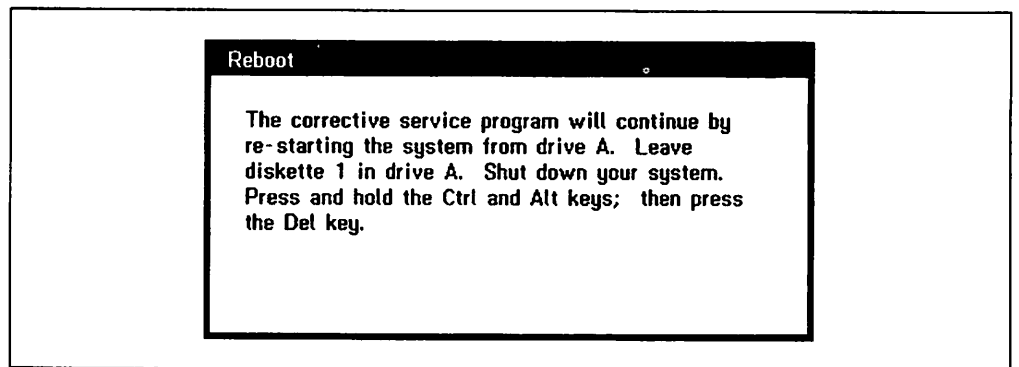 Reboot
The corrective service program will continue by
re-starting the system from drive A.  Leave
diskette 1 in drive A.  Shut down your system.
Press and hold the Ctrl and Alt keys;  then press
the Del key.